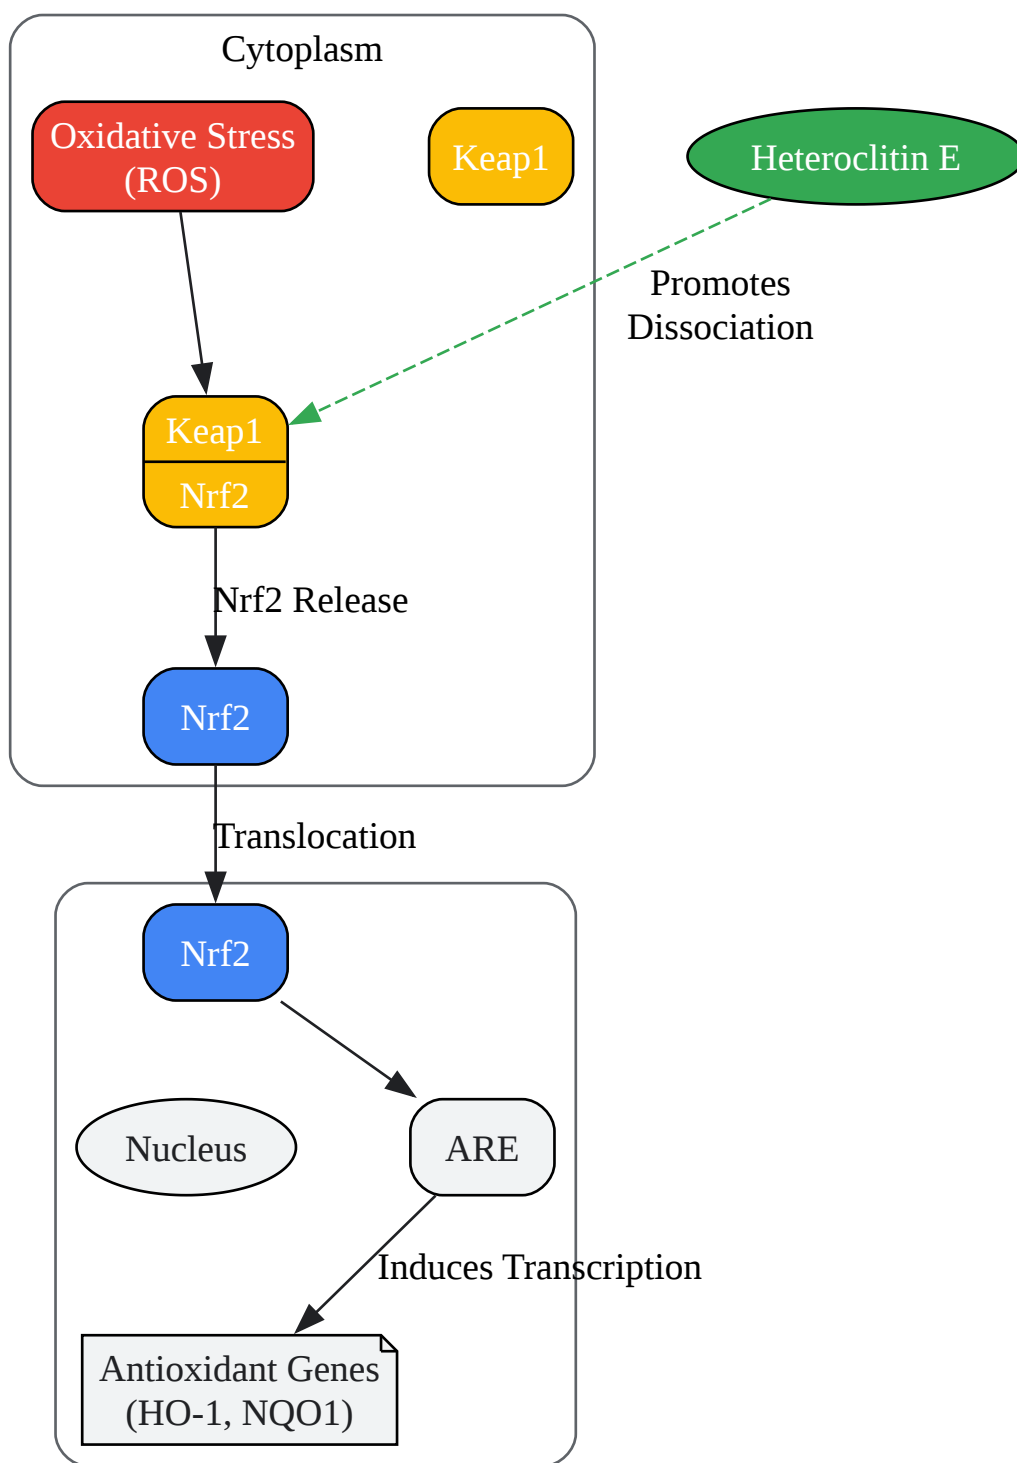 Cytoplasm
Oxidative Stress
(ROS)
Keap1
Heteroclitin E
Promotes
Dissociation
Keap1
Nrf2
Nrf2 Release
Nrf2
Translocation
Nrf2
Nucleus
ARE
Induces Transcription
Antioxidant Genes
(HO-1, NQO1)